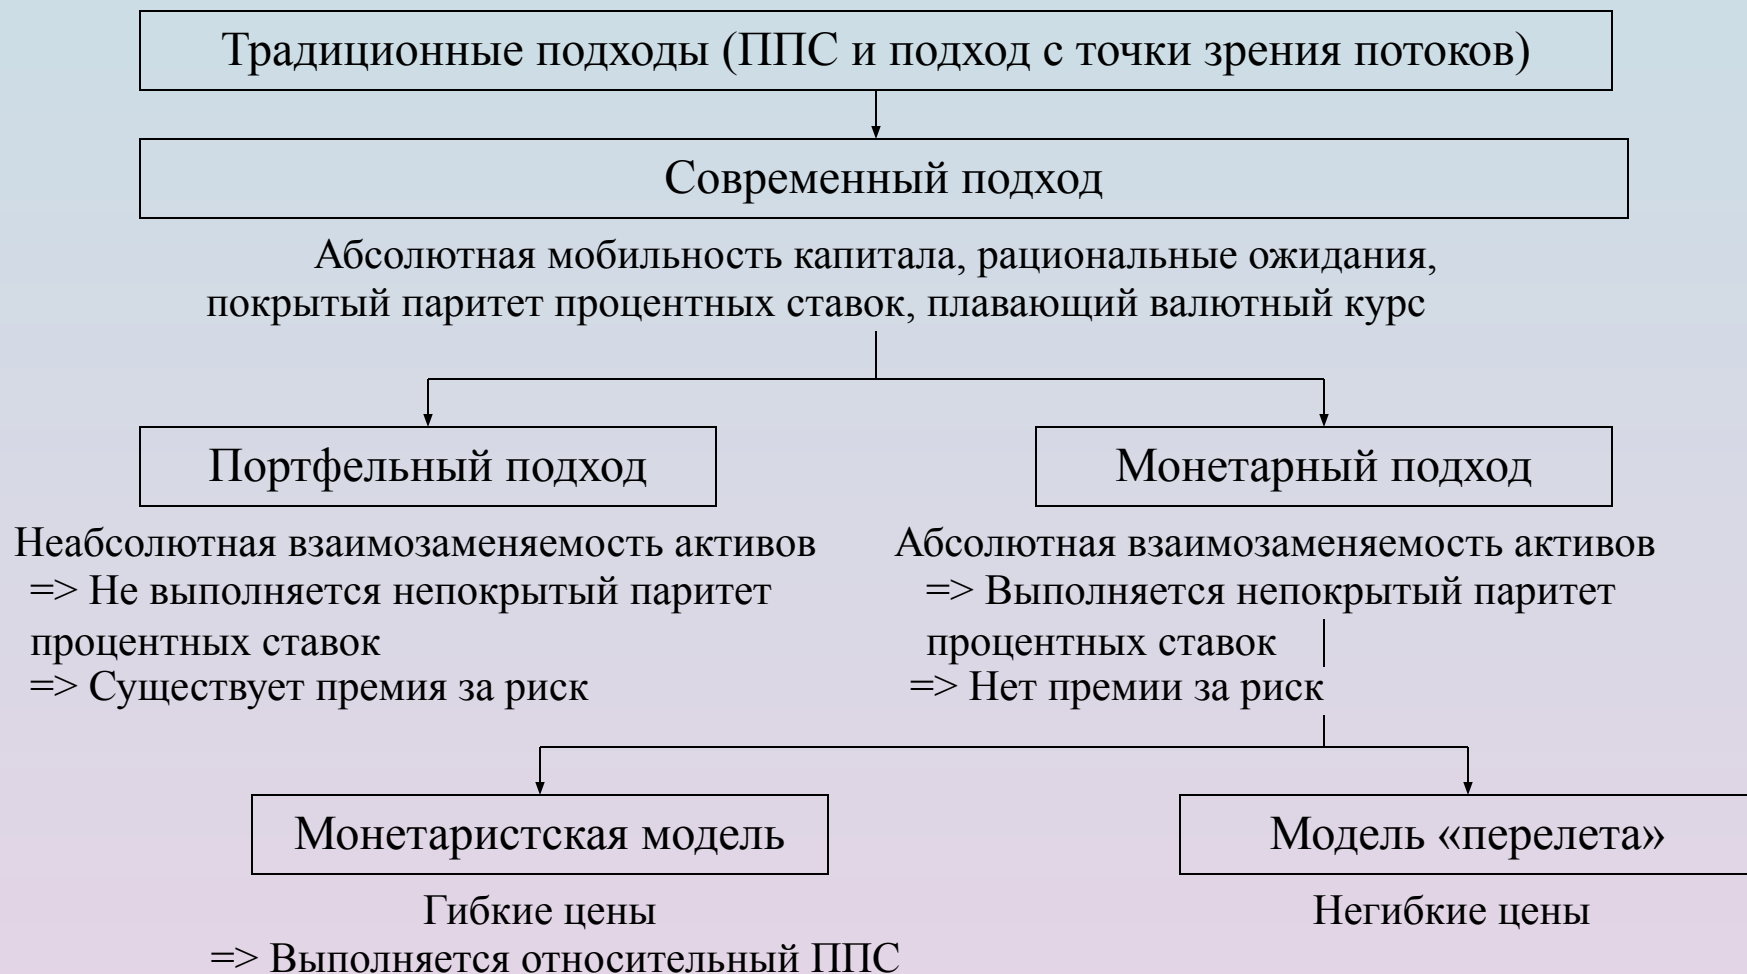 Традиционные подходы (ППС и подход с точки зрения потоков)
Современный подход
Абсолютная мобильность капитала, рациональные ожидания,
покрытый паритет процентных ставок, плавающий валютный курс
Портфельный подход
Неабсолютная взаимозаменяемость активов
=> Не выполняется непокрытый паритет
процентных ставок
=> Существует премия за риск
Монетарный подход
Абсолютная взаимозаменяемость активов
=> Выполняется непокрытый паритет
процентных ставок
=> Нет премии за риск
Монетаристская модель
Гибкие цены
=> Выполняется относительный ППС
Модель «перелета»
Негибкие цены